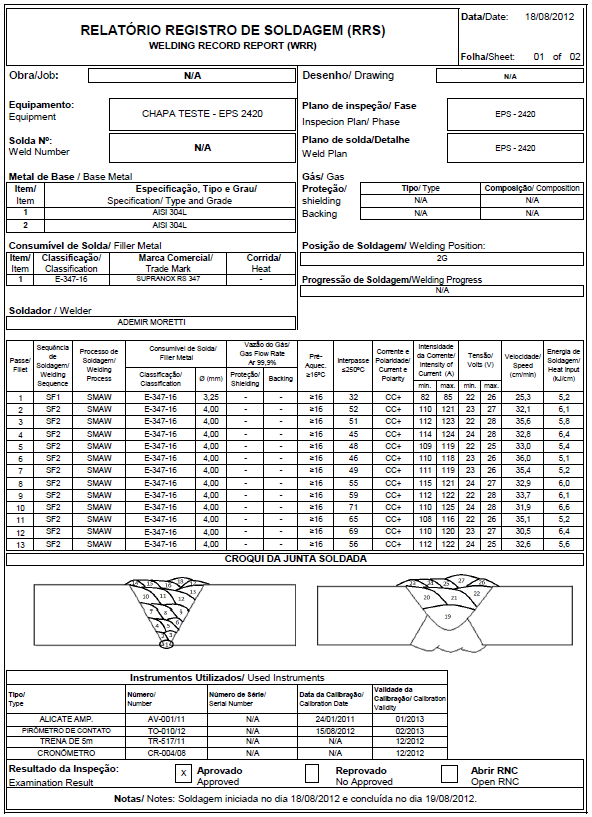 RELATÓRIO REGISTRO DE SOLDAGEM (RRS)
WELDING RECORD REPORT (WRR)
Data/Date: 18/08/2012
Folha/Sheet: 01 of 02
Obra/Job: N/A
Desenho/ Drawing N/A
Equipamento:
Equipment
CHAPA TESTE - EPS 2420
Plano de inspeção/ Fase
Inspecion Plan/ Phase
EPS - 2420
Solda Nº:
Weld Number
N/A
Plano de solda/Detalhe
Weld Plan
EPS - 2420
Metal de Base / Base Metal
Item/ Especificação, Tipo e Grau/
Item Specification/ Type and Grade
1 AISI 304L
2 AISI 304L
Gás/ Gas
Proteção/ Tipo/ Type Composição/ Composition
shielding N/A N/A
Backing N/A N/A
Consumível de Solda/ Filler Metal
Item/ Classificação/ Marca Comercial/ Corrida/
Item Classification Trade Mark Heat
1 E-347-16 SUPRANOX RS 347 -
Posição de Soldagem/ Welding Position:
2G
Progressão de Soldagem/Welding Progress
N/A
Soldador / Welder
ADEMIR MORETTI
Passe/ Fillet
Sequência de Soldagem/ Welding Sequence
Processo de Soldagem/ Welding Process
Consumível de Solda/ Filler Metal
Classificação/ Classification
Ø (mm)
Vazão do Gás/ Gas Flow Rate Ar 99,9%
Proteção/ Shielding
Backing
Pré- Aquec. ≥16ºC
Interpasse ≤250ºC
Corrente e Polaridade/ Current e Polarity
Intensidade da Corrente/ Intensity of Current (A)
min. max.
Tensão/ Volts (V)
min. max.
Velocidade/ Speed (cm/min)
Energia de Soldagem/ Heat Input (kJ/cm)
1 SF1 SMAW E-347-16 3,25 - - ≥16 32 CC+ 82 85 22 26 25,3 5,2
2 SF2 SMAW E-347-16 4,00 - - ≥16 48 CC+ 110 121 23 27 32,1 6,1
3 SF2 SMAW E-347-16 4,00 - - ≥16 51 CC+ 112 123 22 28 35,6 5,8
4 SF2 SMAW E-347-16 4,00 - - ≥16 45 CC+ 114 124 24 28 32,8 6,4
5 SF2 SMAW E-347-16 4,00 - - ≥16 48 CC+ 109 119 22 25 33,0 5,4
6 SF2 SMAW E-347-16 4,00 - - ≥16 46 CC+ 110 118 23 26 36,0 5,1
7 SF2 SMAW E-347-16 4,00 - - ≥16 49 CC+ 111 119 23 26 35,4 5,2
8 SF2 SMAW E-347-16 4,00 - - ≥16 55 CC+ 115 121 24 27 32,9 6,0
9 SF2 SMAW E-347-16 4,00 - - ≥16 59 CC+ 112 122 22 28 33,7 6,1
10 SF2 SMAW E-347-16 4,00 - - ≥16 71 CC+ 110 125 24 28 31,9 6,6
11 SF2 SMAW E-347-16 4,00 - - ≥16 65 CC+ 108 116 22 26 35,1 5,2
12 SF2 SMAW E-347-16 4,00 - - ≥16 69 CC+ 110 120 23 27 30,5 6,4
13 SF2 SMAW E-347-16 4,00 - - ≥16 56 CC+ 112 122 24 25 32,6 5,6
CROQUI DA JUNTA SOLDADA
10 11 12 13
7 8 9
4 5 6
2 3
25 27 26
20 21 22
19
Instrumentos Utilizados/ Used Instruments
Tipo/ Número/ Número de Série/ Data da Calibração/ Validade da
Type Number Serial Number Calibration Date Calibração/ Calibration
Validity
ALICATE AMP. AV-001/11 N/A 24/01/2011 01/2013
PIRÔMETRO DE CONTATO TO-010/12 N/A 15/08/2012 02/2013
TRENA DE 5m TR-517/11 N/A N/A 12/2012
CRONÔMETRO CR-004/08 N/A N/A 12/2012
Resultado da Inspeção: X Aprovado Reprovado Abrir RNC
Examination Result Approved No Approved Open RNC
Notas/ Notes: Soldagem iniciada no dia 18/08/2012 e concluída no dia 19/08/2012.